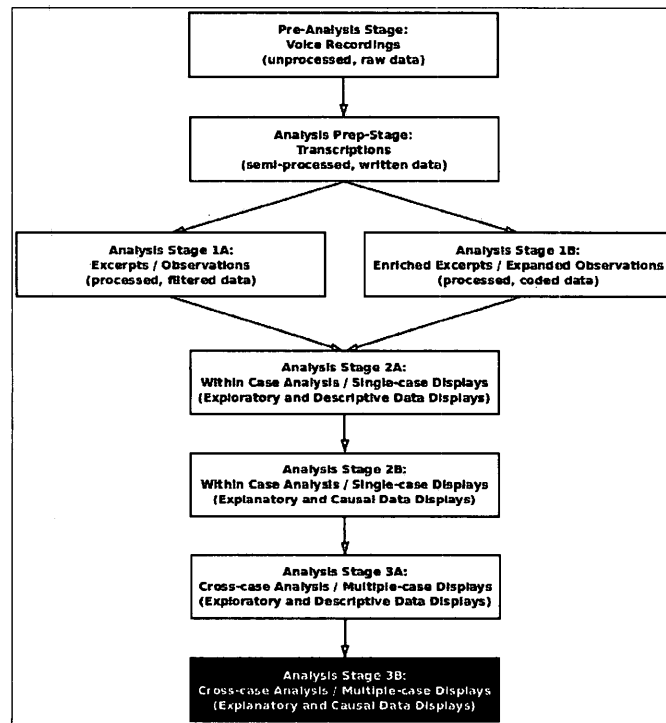 Pre-Analysis Stage:
Voice Recordings
(unprocessed, raw data)
Analysis Prep-Stage:
Transcriptions
(semi-processed, written data)
Analysis Stage 1A:
Excerpts / Observations
(processed, filtered data)
Analysis Stage 1B:
Enriched Excerpts / Expanded Observations
(processed, coded data)
Analysis Stage 2A:
Within Case Analysis / Single-case Displays
(Exploratory and Descriptive Data Displays)
Analysis Stage 2B:
Within Case Analysis / Single-case Displays
(Explanatory and Causal Data Displays)
Analysis Stage 3A:
Cross-case Analysis / Multiple-case Displays
(Exploratory and Descriptive Data Displays)
Analysis Stage 3B:
Cross-case Analysis / Multiple-case Displays
(Explanatory and Causal Data Displays)